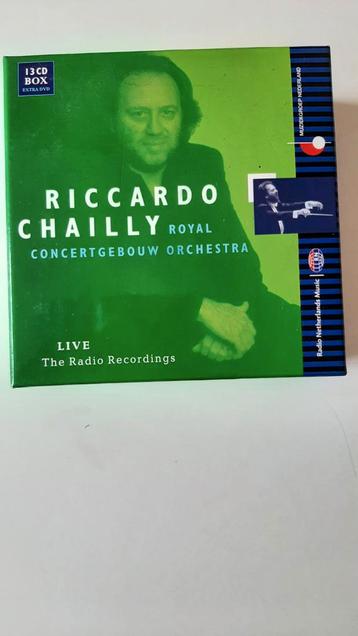 13 CD
BOX
EXTRA DVD
MUZIEKGROEP NEDERLAND
RICCARDO
CHAILLY ROYAL
CONCERTGEBOUW ORCHESTRA
LIVE
The Radio Recordings
Radio Netherlands Music